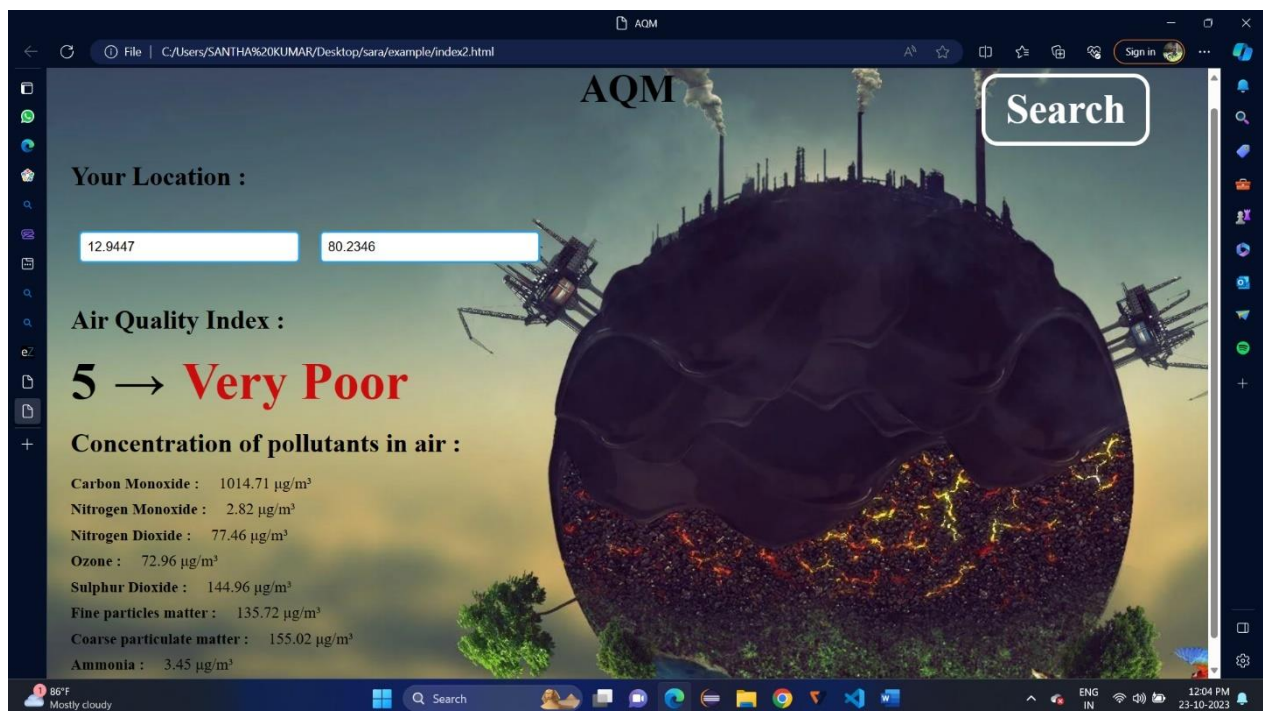 AQM
File | C:/Users/SANTHA%20KUMAR/Desktop/sara/example/index2.html
Sign in
AQM
Search
Your Location :
12.9447 80.2346
Air Quality Index :
5 → Very Poor
Concentration of pollutants in air :
Carbon Monoxide : 1014.71 μg/m³
Nitrogen Monoxide : 2.82 μg/m³
Nitrogen Dioxide : 77.46 μg/m³
Ozone : 72.96 μg/m³
Sulphur Dioxide : 144.96 μg/m³
Fine particles matter : 135.72 μg/m³
Coarse particulate matter : 155.02 μg/m³
Ammonia : 3.45 μg/m³
eZ
1
86°F
Mostly cloudy
Search
ENG
IN
12:04 PM
23-10-2023